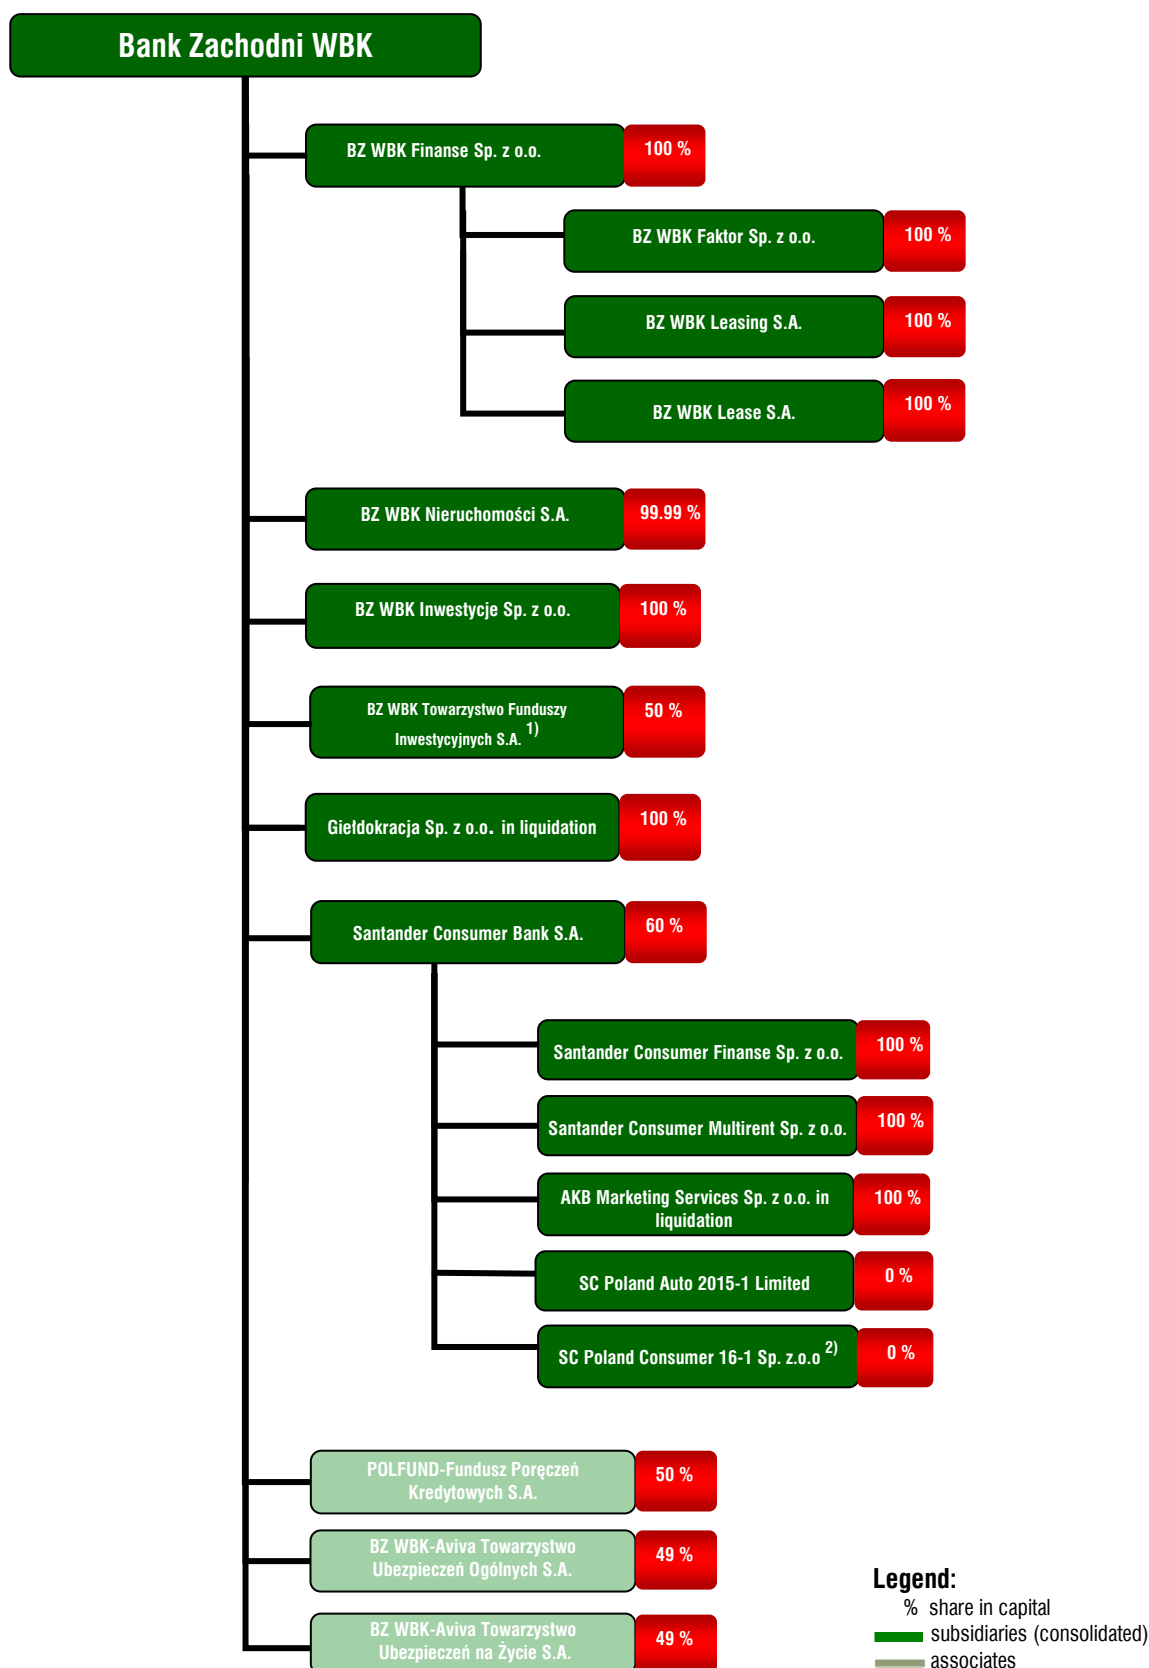 Bank Zachodni WBK
BZ WBK Finanse Sp. z o.o.
100 %
BZ WBK Faktor Sp. z o.o.
100 %
BZ WBK Leasing S.A.
100 %
BZ WBK Lease S.A.
100 %
BZ WBK Nieruchomości S.A.
99.99 %
BZ WBK Inwestycje Sp. z o.o.
100 %
BZ WBK Towarzystwo Funduszy
Inwestycyjnych S.A. 1)
50 %
Giełdokracja Sp. z o.o. in liquidation
100 %
Santander Consumer Bank S.A.
60 %
Santander Consumer Finanse Sp. z o.o.
100 %
Santander Consumer Multirent Sp. z o.o.
100 %
AKB Marketing Services Sp. z o.o. in
liquidation
100 %
SC Poland Auto 2015-1 Limited
0 %
SC Poland Consumer 16-1 Sp. z.o.o 2)
0 %
POLFUND-Fundusz Poręczeń
Kredytowych S.A.
50 %
BZ WBK-Aviva Towarzystwo
Ubezpieczeń Ogólnych S.A.
49 %
BZ WBK-Aviva Towarzystwo
Ubezpieczeń na Życie S.A.
49 %
Legend:
% share in capital
subsidiaries (consolidated)
associates